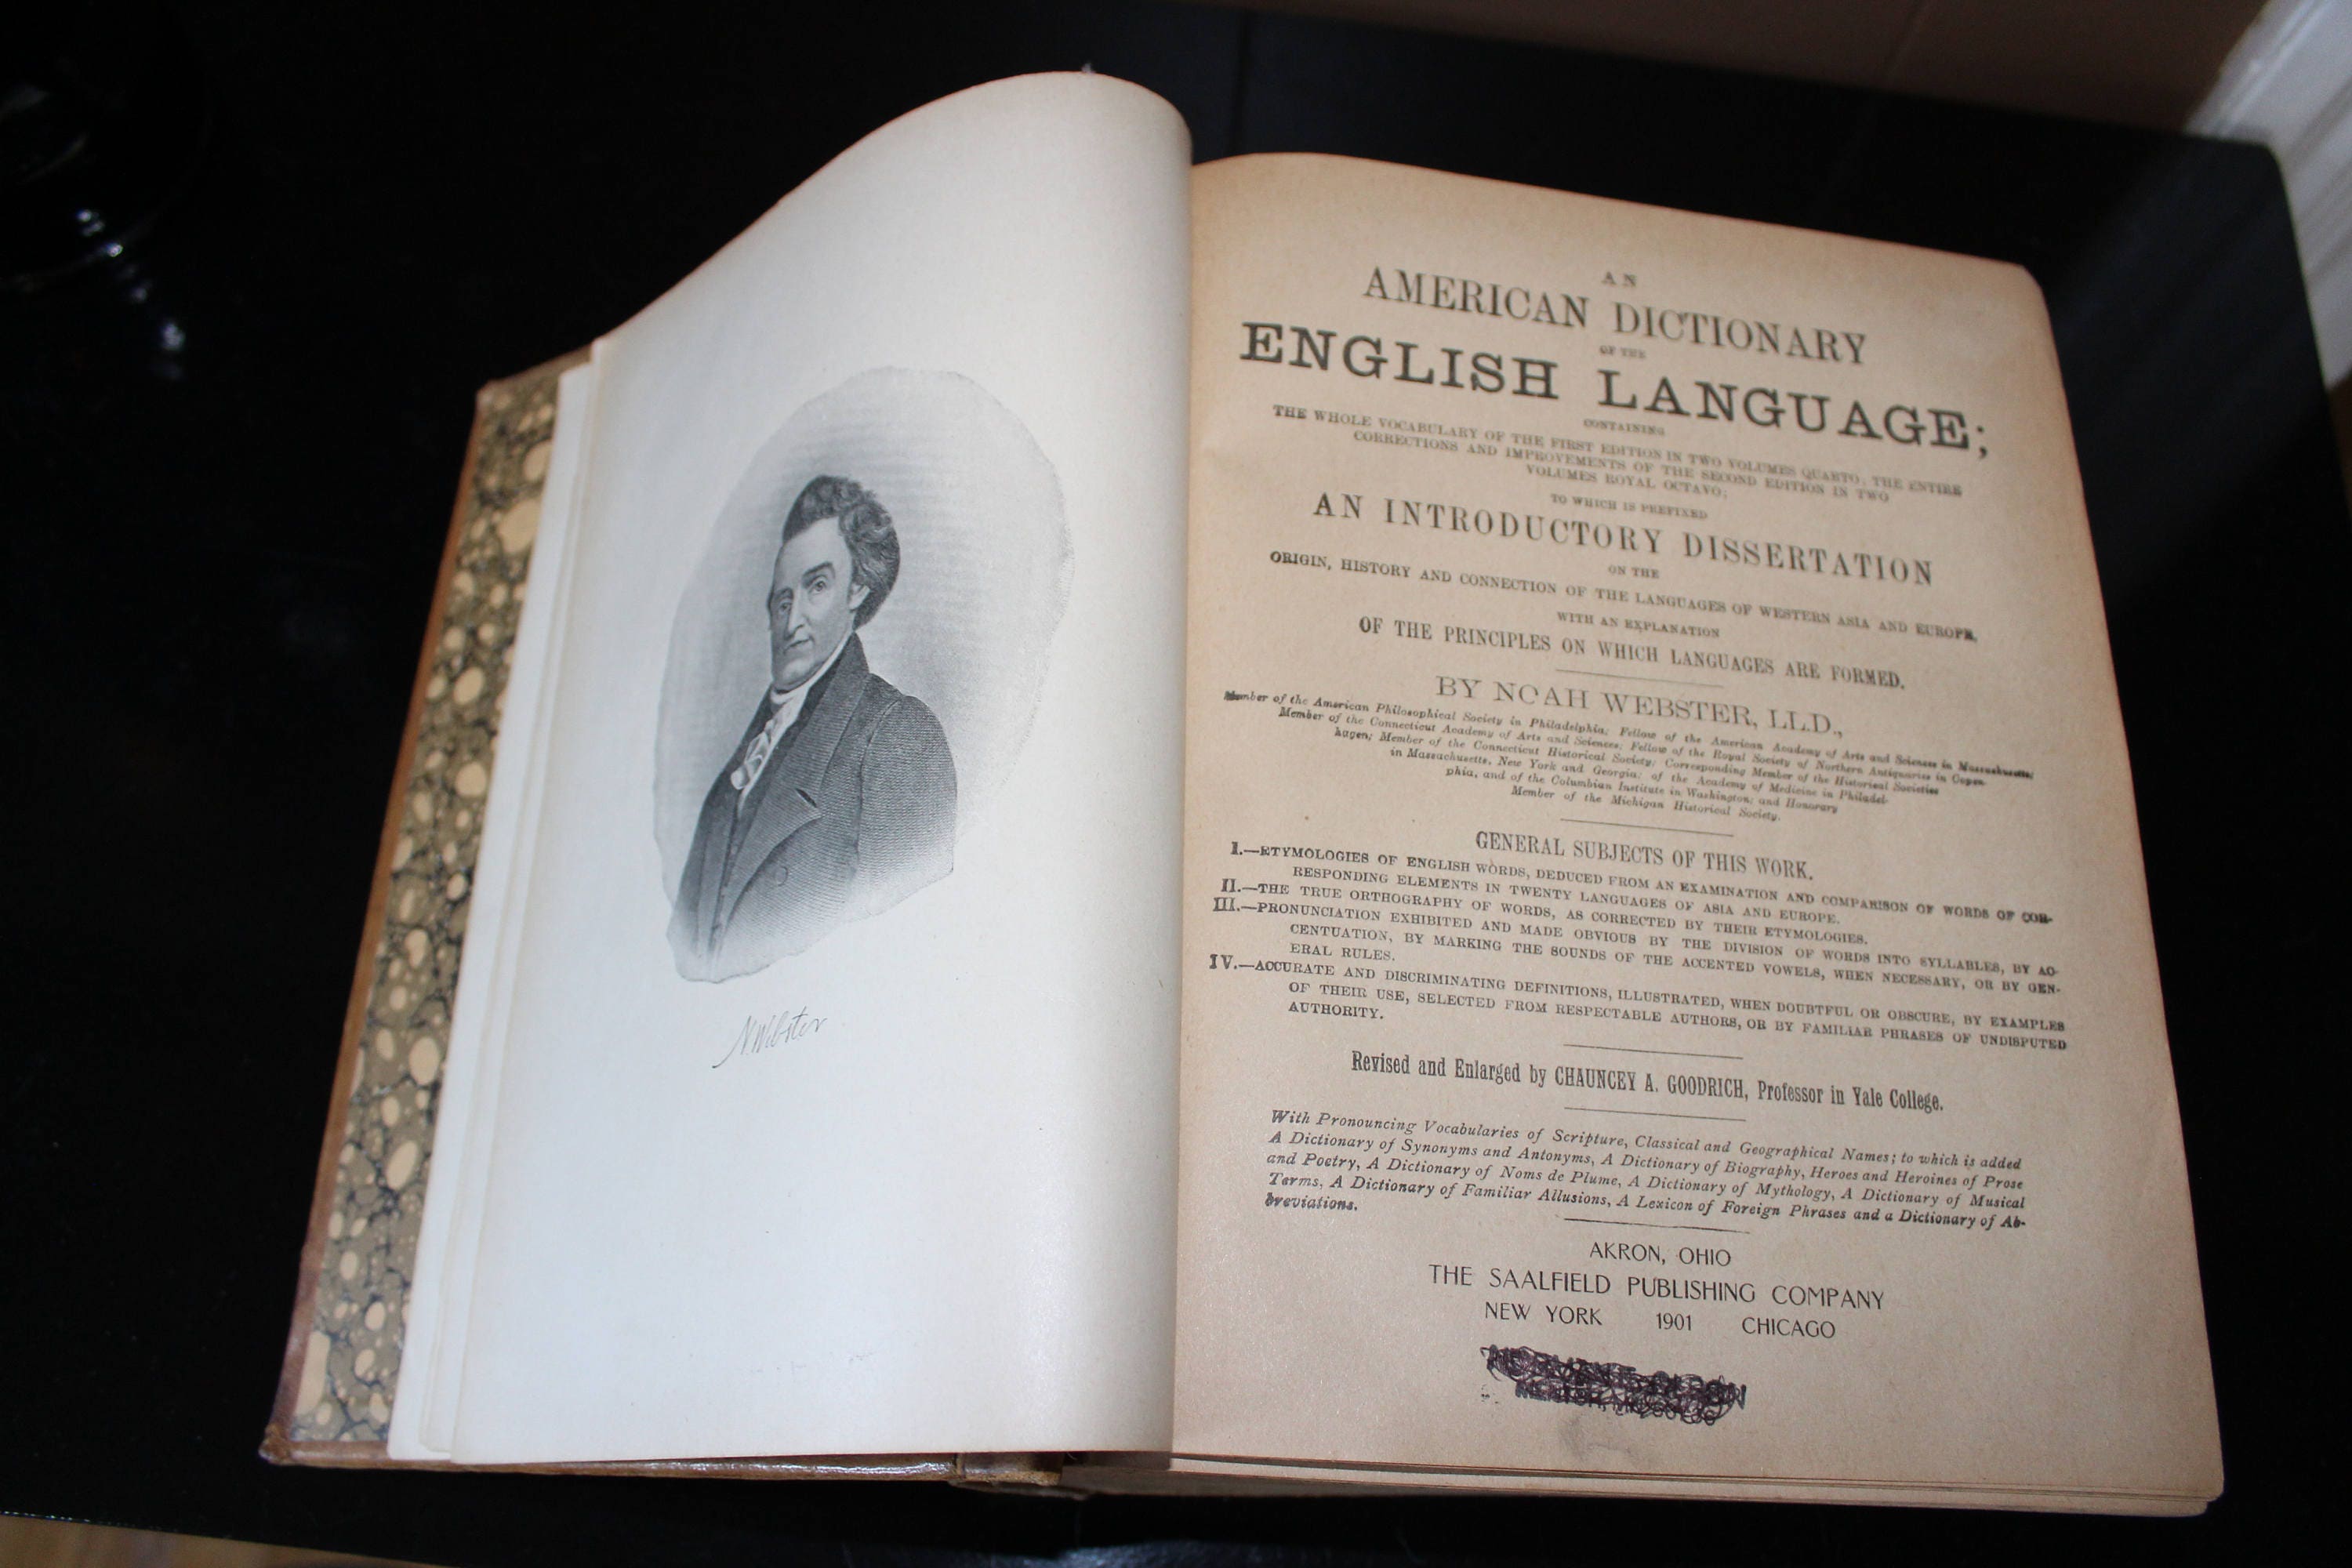 N Webster
AN
AMERICAN DICTIONARY
OF THE
ENGLISH LANGUAGE;
CONTAINING
THE WHOLE VOCABULARY OF THE FIRST EDITION IN TWO VOLUMES QUARTO; THE ENTIRE
CORRECTIONS AND IMPROVEMENTS OF THE SECOND EDITION IN TWO
VOLUMES ROYAL OCTAVO;
TO WHICH IS PREFIXED
AN INTRODUCTORY DISSERTATION
ON THE
ORIGIN, HISTORY AND CONNECTION OF THE LANGUAGES OF WESTERN ASIA AND EUROPE,
WITH AN EXPLANATION
OF THE PRINCIPLES ON WHICH LANGUAGES ARE FORMED.
BY NOAH WEBSTER, LL.D.,
Member of the American Philosophical Society in Philadelphia; Fellow of the American Academy of Arts and Sciences in Massachusetts;
Member of the Connecticut Academy of Arts and Sciences; Fellow of the Royal Society of Northern Antiquaries in Copen-
hagen; Member of the Connecticut Historical Society; Corresponding Member of the Historical Societies
in Massachusetts, New York and Georgia; of the Academy of Medicine in Philadel-
phia, and of the Columbian Institute in Washington; and Honorary
Member of the Michigan Historical Society.
GENERAL SUBJECTS OF THIS WORK.
I.—ETYMOLOGIES OF ENGLISH WORDS, DEDUCED FROM AN EXAMINATION AND COMPARISON OF WORDS OF COR-
RESPONDING ELEMENTS IN TWENTY LANGUAGES OF ASIA AND EUROPE.
II.—THE TRUE ORTHOGRAPHY OF WORDS, AS CORRECTED BY THEIR ETYMOLOGIES.
III.—PRONUNCIATION EXHIBITED AND MADE OBVIOUS BY THE DIVISION OF WORDS INTO SYLLABLES, BY AC-
CENTUATION, BY MARKING THE SOUNDS OF THE ACCENTED VOWELS, WHEN NECESSARY, OR BY GEN-
ERAL RULES.
IV.—ACCURATE AND DISCRIMINATING DEFINITIONS, ILLUSTRATED, WHEN DOUBTFUL OR OBSCURE, BY EXAMPLES
OF THEIR USE, SELECTED FROM RESPECTABLE AUTHORS, OR BY FAMILIAR PHRASES OF UNDISPUTED
AUTHORITY.
Revised and Enlarged by CHAUNCEY A. GOODRICH, Professor in Yale College.
With Pronouncing Vocabularies of Scripture, Classical and Geographical Names; to which is added
A Dictionary of Synonyms and Antonyms, A Dictionary of Biography, Heroes and Heroines of Prose
and Poetry, A Dictionary of Noms de Plume, A Dictionary of Mythology, A Dictionary of Musical
Terms, A Dictionary of Familiar Allusions, A Lexicon of Foreign Phrases and a Dictionary of Ab-
breviations.
AKRON, OHIO
THE SAALFIELD PUBLISHING COMPANY
NEW YORK 1901 CHICAGO